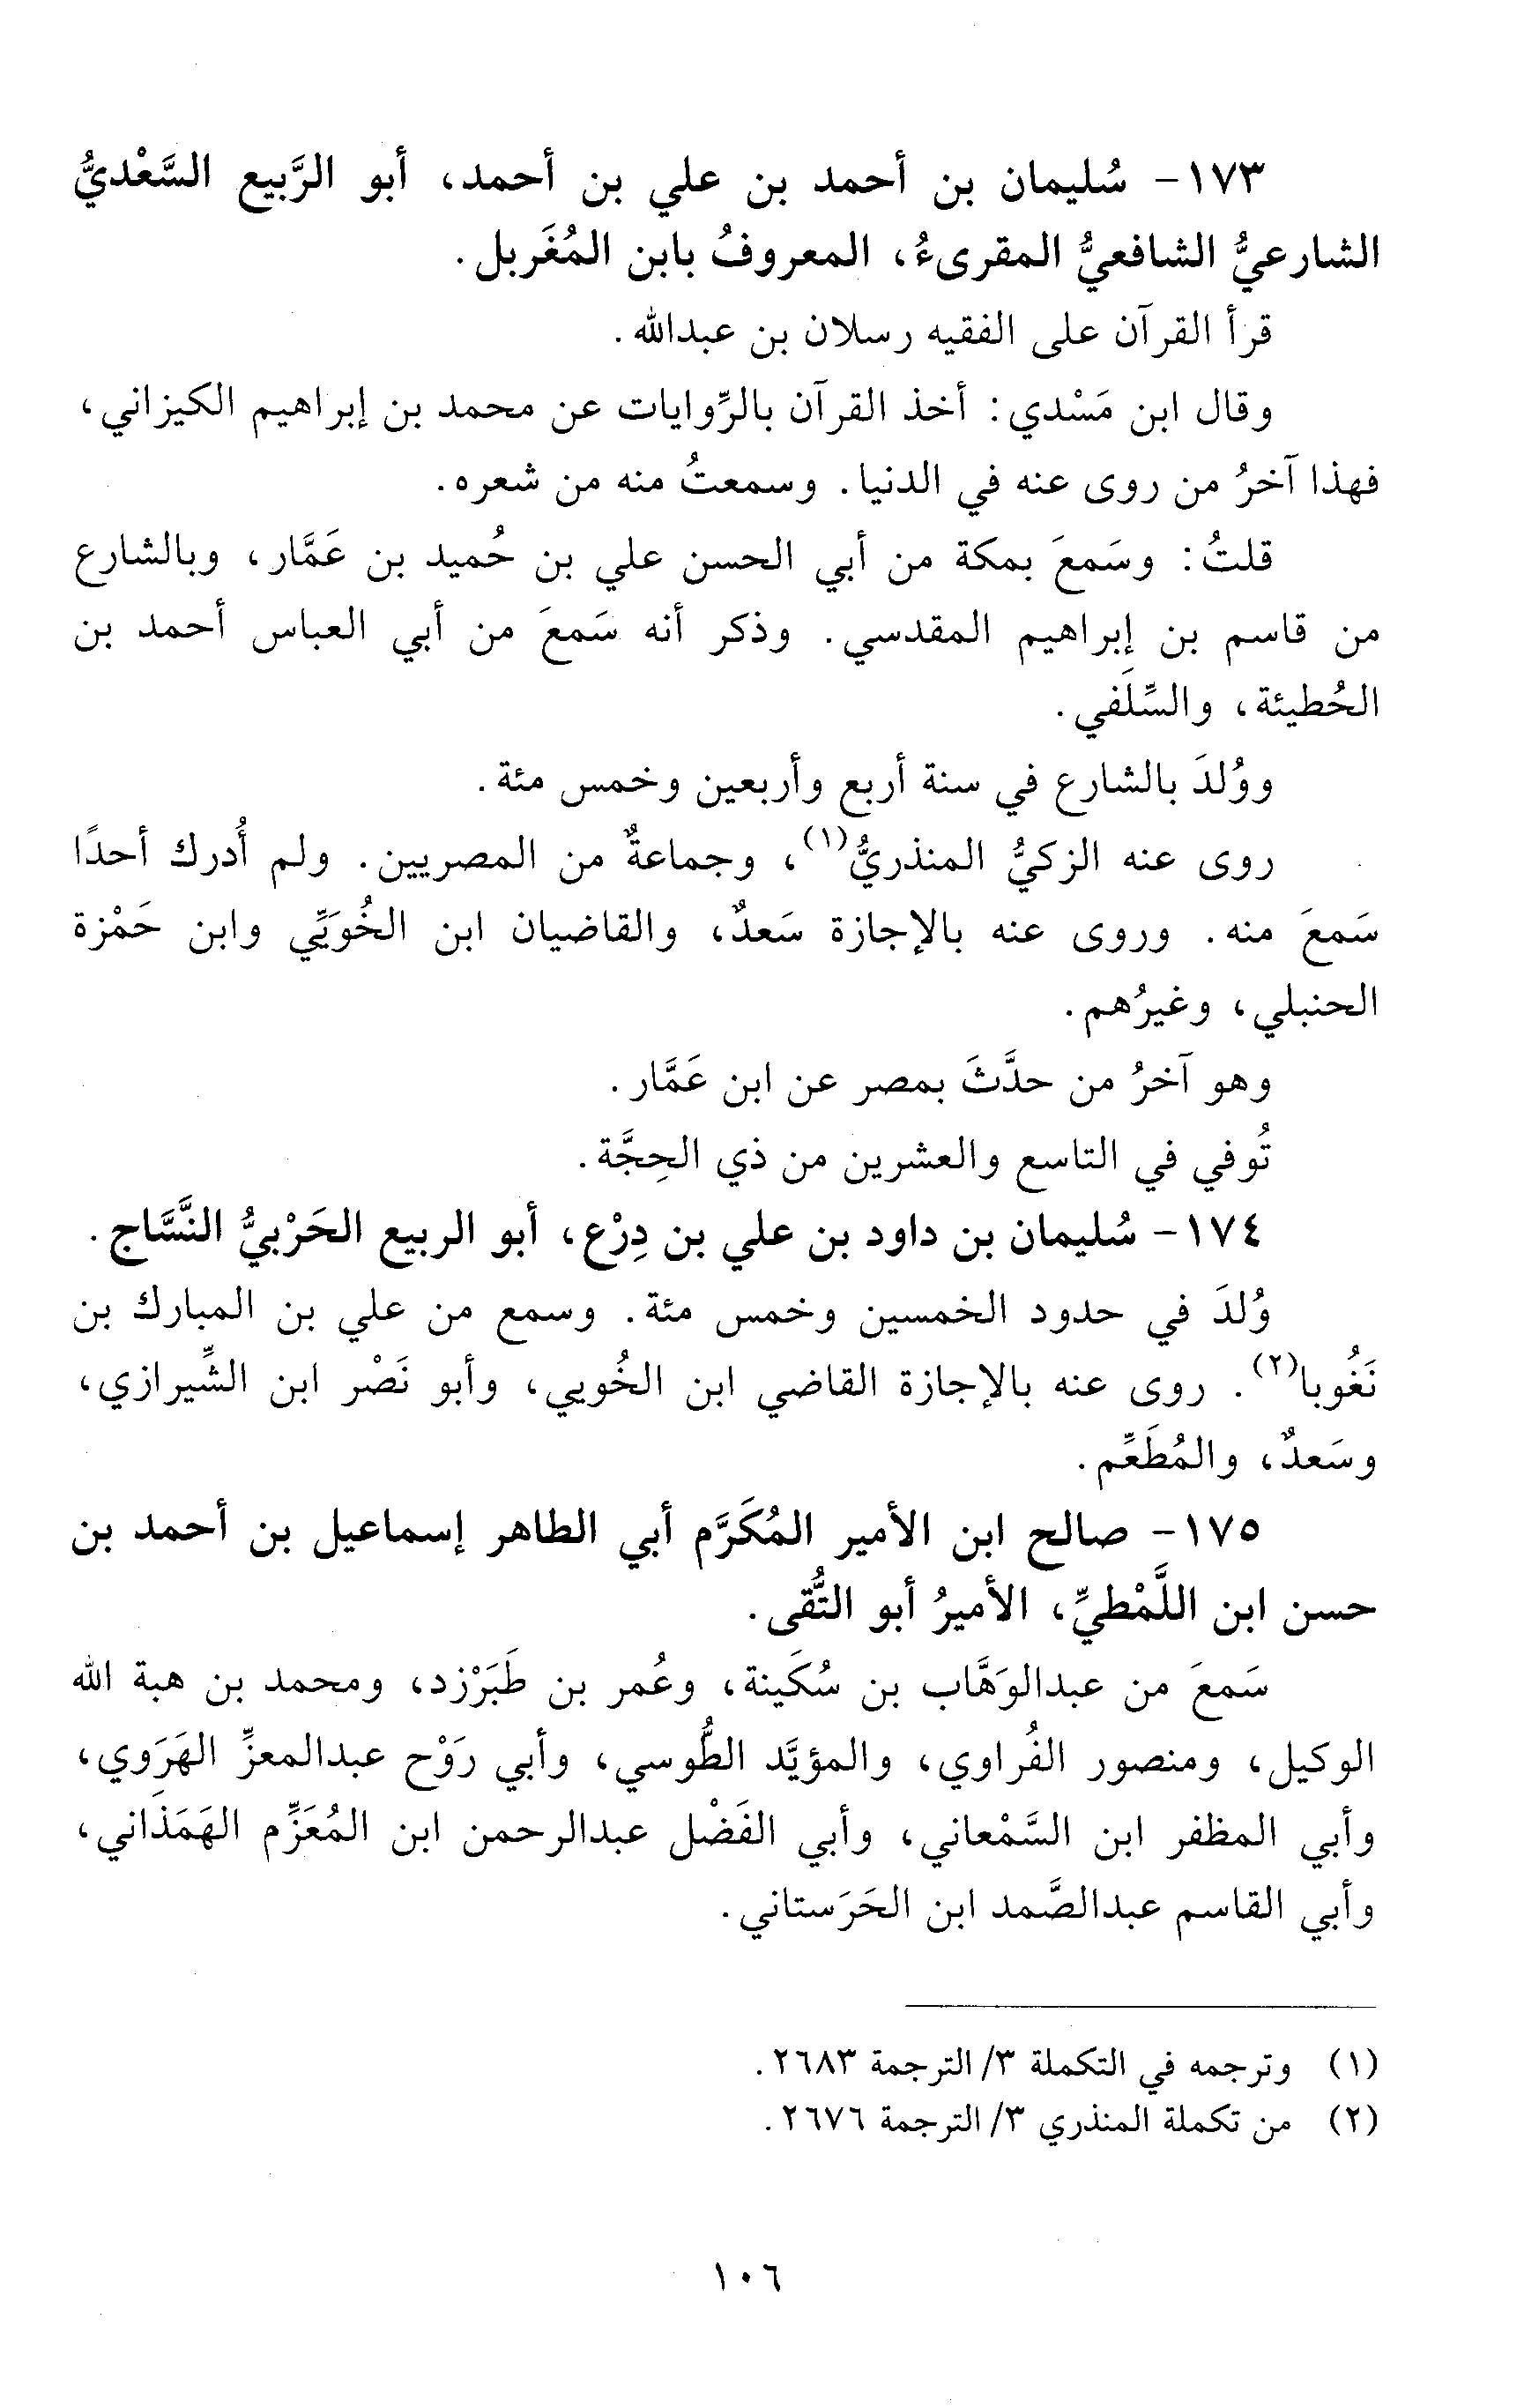 ١٧٣- سُليمان بن أحمد بن علي بن أحمد، أبو الرَّبيع السَّعْديُّ
الشارعيُّ الشافعيُّ المقرىءُ، المعروفُ بابن المُغَربل.
قرأ القرآن على الفقيه رسلان بن عبدالله.
وقال ابن مَسْدي: أخذ القرآن بالرِّوايات عن محمد بن إبراهيم الكيزاني،
فهذا آخرُ من روى عنه في الدنيا. وسمعتُ منه من شعره.
قلتُ: وسَمعَ بمكة من أبي الحسن علي بن حُميد بن عَمَّار، وبالشارع
من قاسم بن إبراهيم المقدسي. وذكر أنه سَمعَ من أبي العباس أحمد بن
الحُطيئة، والسِّلَفي.
ووُلدَ بالشارع في سنة أربع وأربعين وخمس مئة.
روى عنه الزكيُّ المنذريُّ(١)، وجماعةٌ من المصريين. ولم أُدرك أحدًا
سَمعَ منه. وروى عنه بالإجازة سَعدٌ، والقاضيان ابن الخُوَيِّي وابن حَمْزة
الحنبلي، وغيرُهم.
وهو آخرُ من حدَّثَ بمصر عن ابن عَمَّار.
تُوفي في التاسع والعشرين من ذي الحِجَّة.
١٧٤- سُليمان بن داود بن علي بن دِرْع، أبو الربيع الحَرْبيُّ النَّسَّاج.
وُلدَ في حدود الخمسين وخمس مئة. وسمع من علي بن المبارك بن
نَغُوبا(٢). روى عنه بالإجازة القاضي ابن الخُويي، وأبو نَصْر ابن الشِّيرازي،
وسَعدٌ، والمُطَعِّم.
١٧٥- صالح ابن الأمير المُكَرَّم أبي الطاهر إسماعيل بن أحمد بن
حسن ابن اللَّمْطيِّ، الأميرُ أبو التُّقى.
سَمعَ من عبدالوَهَّاب بن سُكَينة، وعُمر بن طَبَرْزد، ومحمد بن هبة الله
الوكيل، ومنصور الفُراوي، والمؤيَّد الطُّوسي، وأبي رَوْح عبدالمعزِّ الهَرَوي،
وأبي المظفر ابن السَّمْعاني، وأبي الفَضْل عبدالرحمن ابن المُعَزِّم الهَمَذَاني،
وأبي القاسم عبدالصَّمد ابن الحَرَستاني.
(١) وترجمه في التكملة ٣/ الترجمة ٢٦٨٣.
(٢) من تكملة المنذري ٣/ الترجمة ٢٦٧٦.
١٠٦